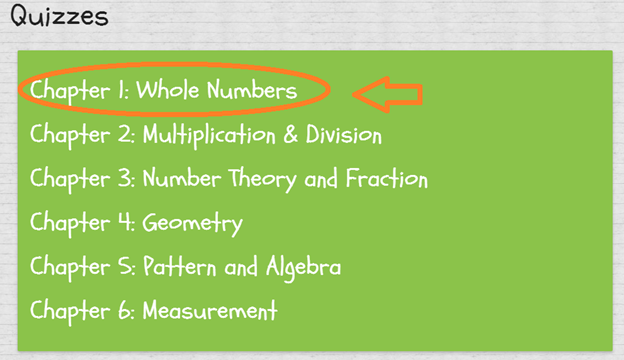 Quizzes
Chapter 1: Whole Numbers
Chapter 2: Multiplication & Division
Chapter 3: Number Theory and Fraction
Chapter 4: Geometry
Chapter 5: Pattern and Algebra
Chapter 6: Measurement